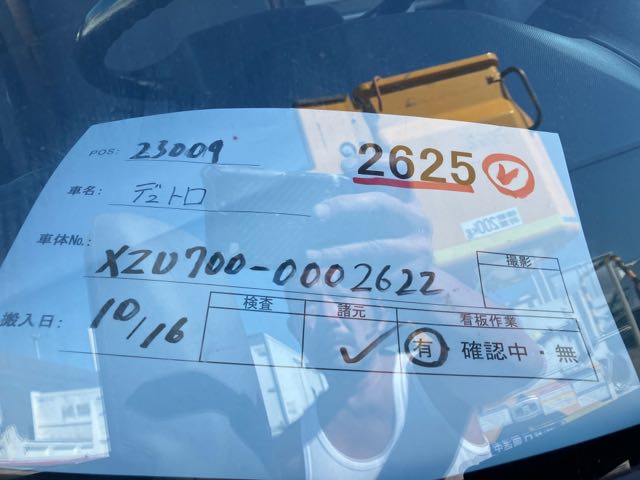 POS: 23009
2625
車名: デュトロ
車体No.: XZU700-0002622
搬入日: 10/16
検査 諸元 看板作業 撮影
✓ 有 確認中・無